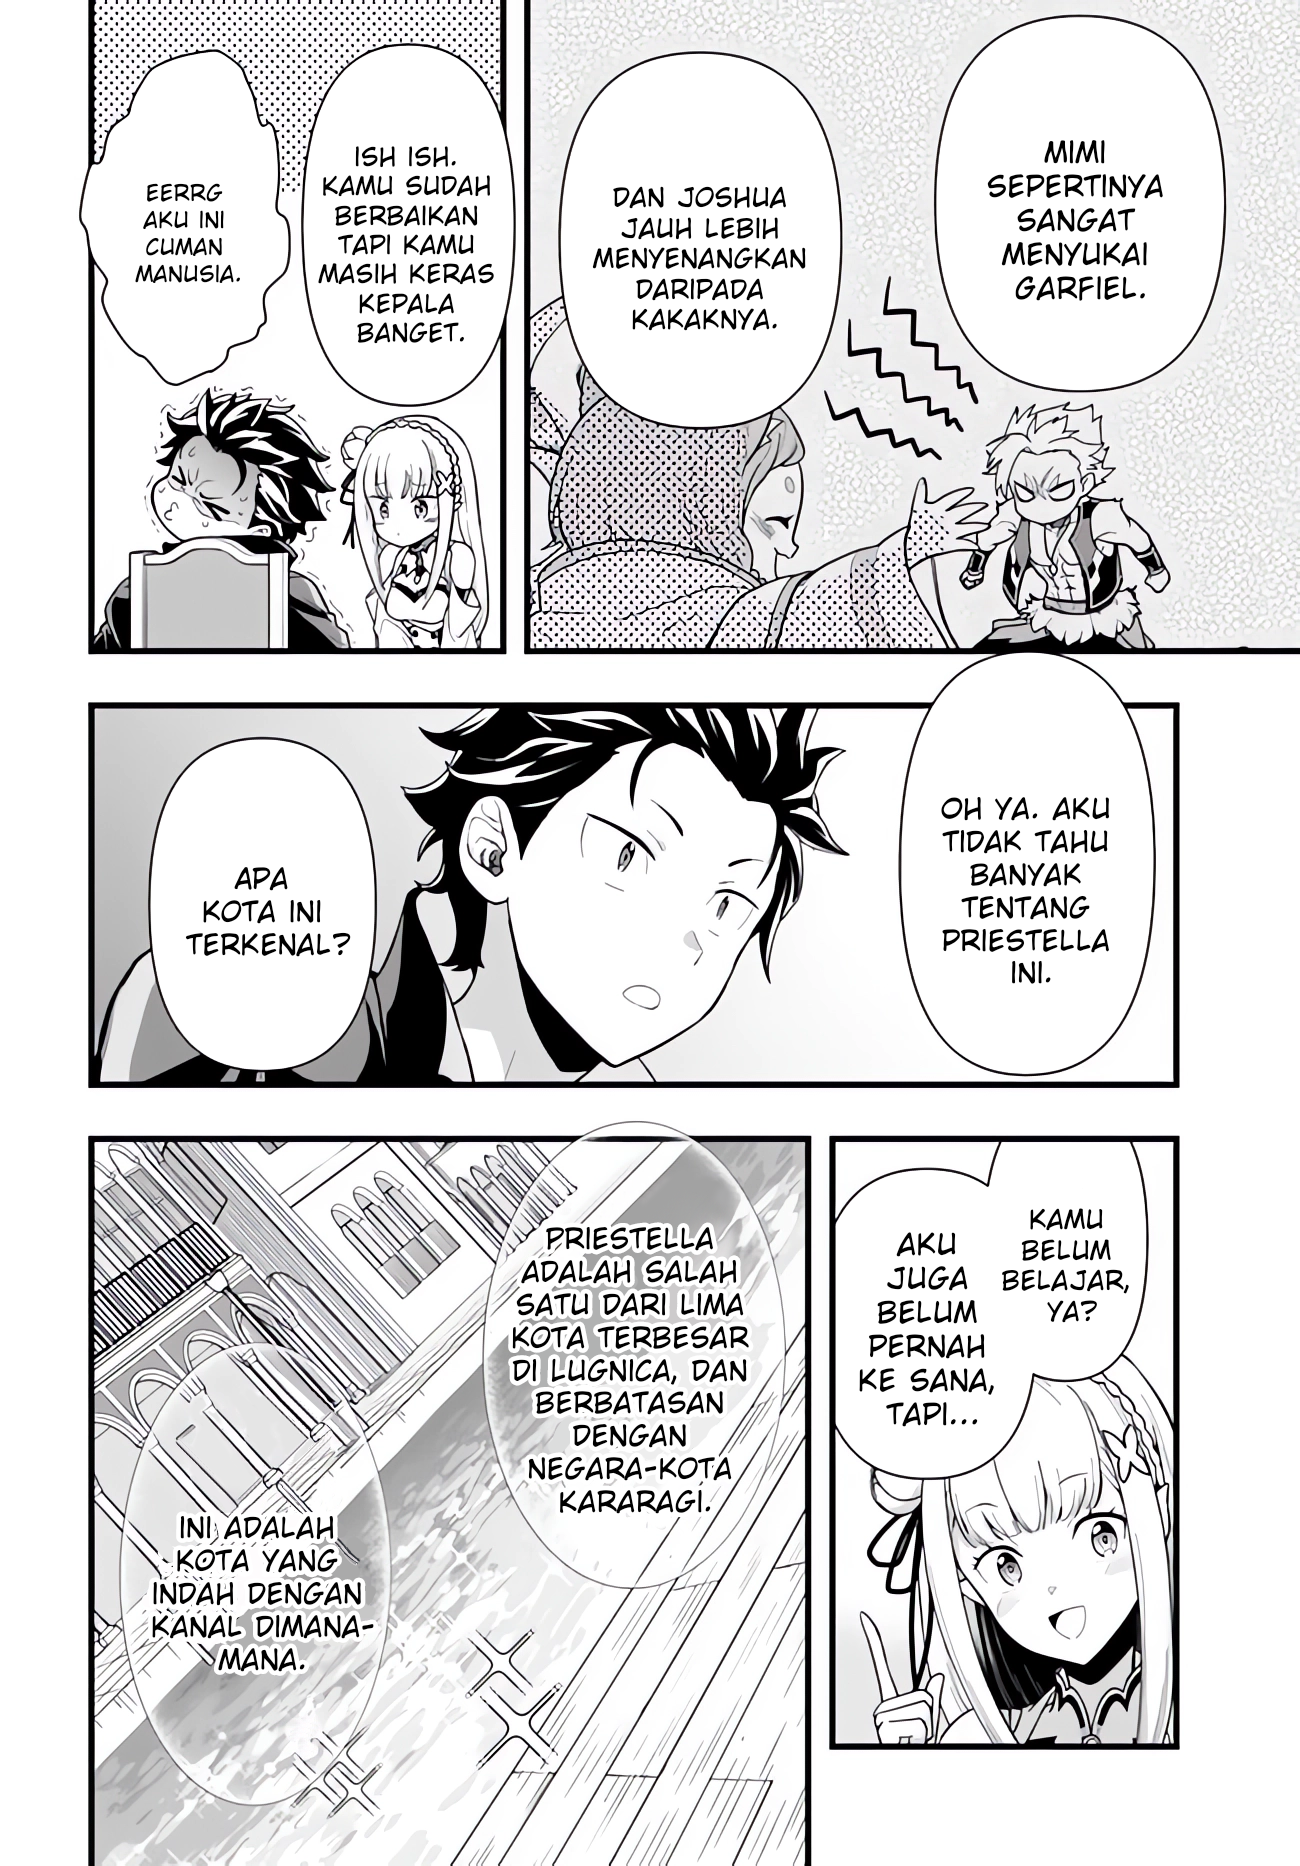 MIMI
SEPERTINYA
SANGAT
MENYUKAI
GARFIEL.
DAN JOSHUA
JAUH LEBIH
MENYENANGKAN
DARIPADA
KAKAKNYA.
ISH ISH.
KAMU SUDAH
BERBAIKAN
TAPI KAMU
MASIH KERAS
KEPALA
BANGET.
EERRG
AKU INI
CUMAN
MANUSIA.
OH YA. AKU
TIDAK TAHU
BANYAK
TENTANG
PRIESTELLA
INI.
APA
KOTA INI
TERKENAL?
KAMU
BELUM
BELAJAR,
YA?
AKU
JUGA
BELUM
PERNAH
KE SANA,
TAPI...
PRIESTELLA
ADALAH SALAH
SATU DARI LIMA
KOTA TERBESAR
DI LUGNICA, DAN
BERBATASAN
DENGAN
NEGARA-KOTA
KARARAGI.
INI ADALAH
KOTA YANG
INDAH DENGAN
KANAL DIMANA-
MANA.